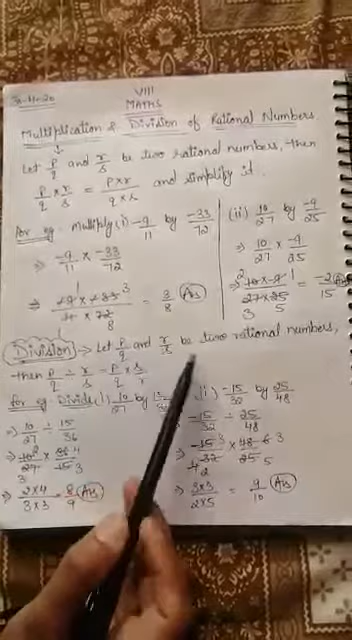 VIII
MATHS
Multiplication & Division of Rational Numbers.
Let p/q and r/s be two rational numbers, then
p/q × r/s = p×r / q×s and simplify it.
for eg. Multiply (i) -9/11 by -33/72
⇒ -9/11 × -33/72
⇒ = 3/8 Ans
(ii) 10/27 by -9/25
⇒ 10/27 × -9/25
= -2/15
Division → Let p/q and r/s be two rational numbers,
then p/q ÷ r/s = p/q × s/r
for eg. Divide (i) 10/27 by
⇒ 10/27 ÷ 15/36
⇒ 2×4 / 3×3 = 8/9 Ans
-15/32 by 25/48
-15/32 ÷ 25/48
⇒ 3×3 / 2×5 = 9/10 Ans